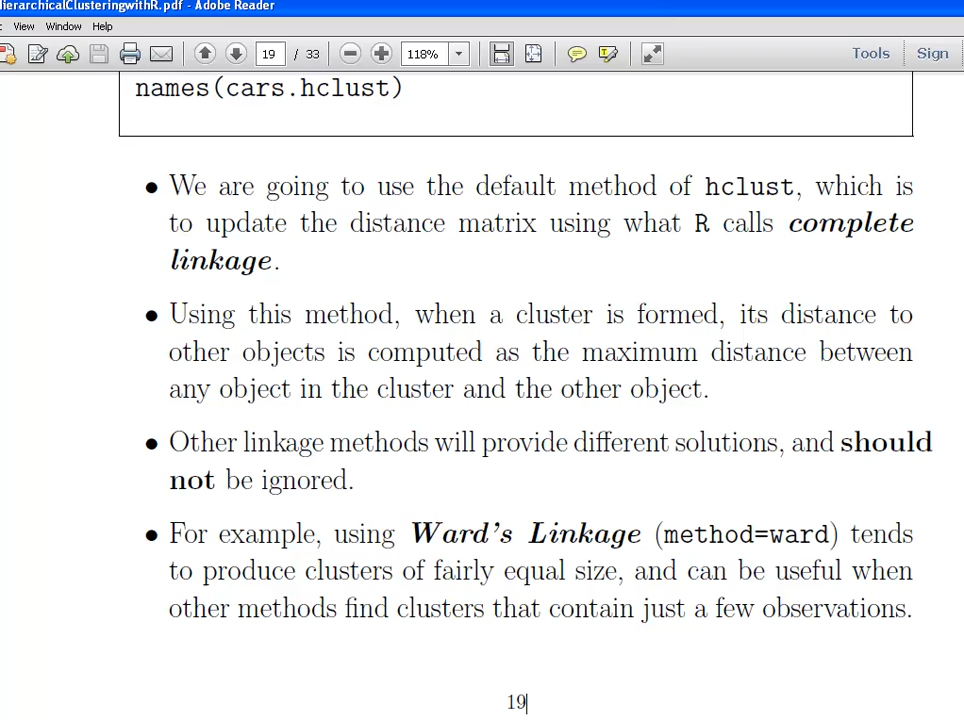 HierarchicalClusteringwithR.pdf - Adobe Reader
View Window Help
19 / 33 118% Tools Sign
names(cars.hclust)
• We are going to use the default method of hclust, which is
to update the distance matrix using what R calls complete
linkage.
• Using this method, when a cluster is formed, its distance to
other objects is computed as the maximum distance between
any object in the cluster and the other object.
• Other linkage methods will provide different solutions, and should
not be ignored.
• For example, using Ward's Linkage (method=ward) tends
to produce clusters of fairly equal size, and can be useful when
other methods find clusters that contain just a few observations.
19